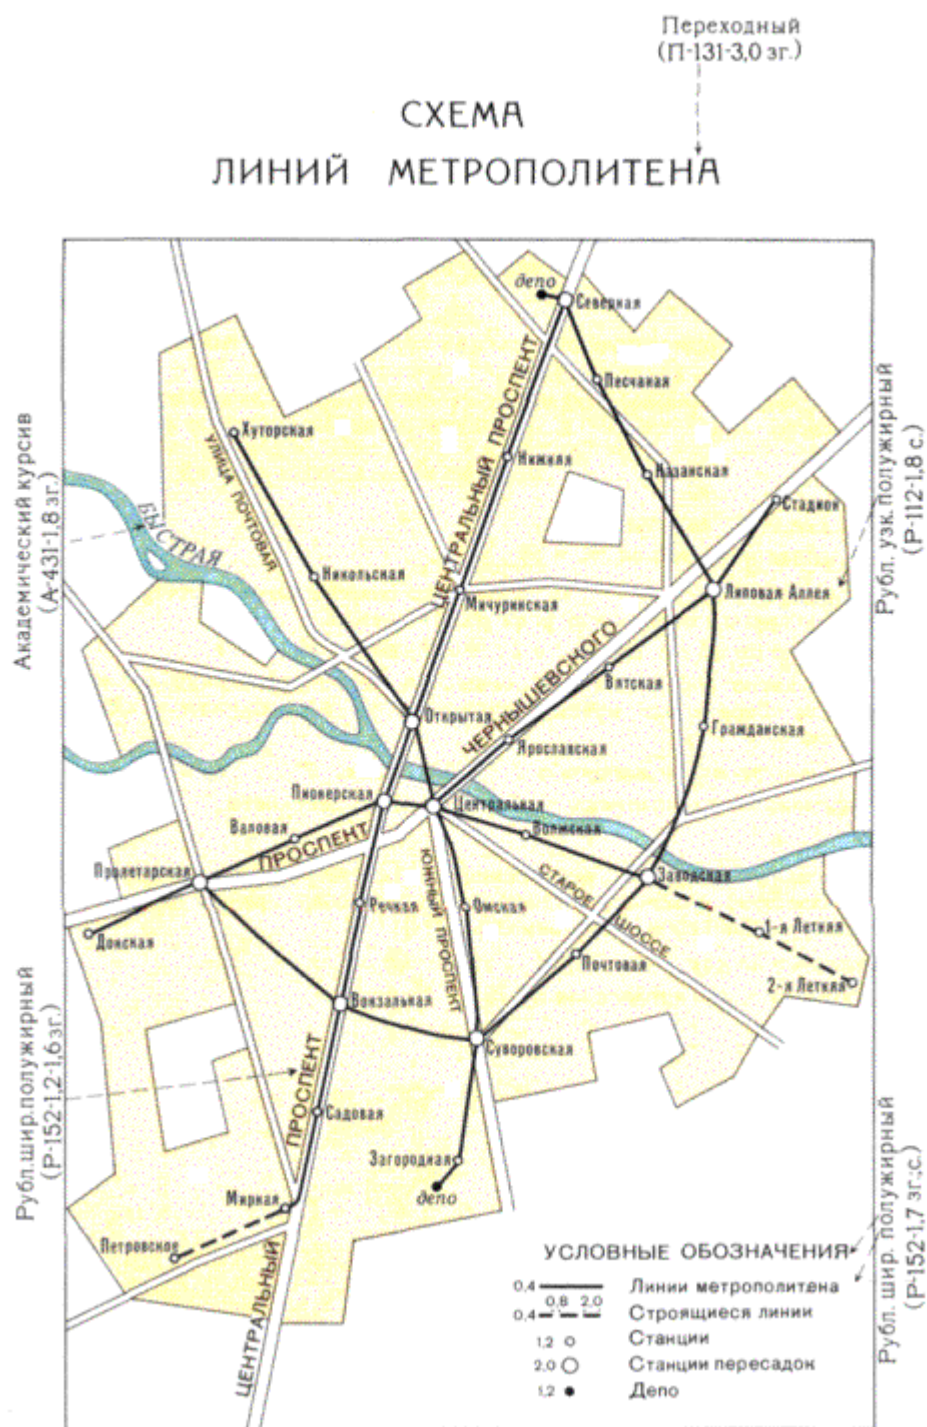 Переходный
(П-131-3,0 зг.)
СХЕМА
ЛИНИЙ МЕТРОПОЛИТЕНА
депо
Северная
Песчаная
ЦЕНТРАЛЬНЫЙ ПРОСПЕКТ
Хуторская
УЛИЦА ПОЧТОВАЯ
Нижняя
Казанская
Стадион
Рубл. узк. полужирный
(Р-112-1,8 с.)
Академический курсив
(А-431-1,8 зг.)
БЫСТРАЯ
Никольская
Мичуринская
Липовая Аллея
ЧЕРНЫШЕВСКОГО
Вятская
Открытая
Ярославская
Гражданская
Пионерская
Центральная
Валовая
Волжская
ПРОСПЕКТ
Пролетарская
ЮЖНЫЙ ПРОСПЕКТ
СТАРОЕ ШОССЕ
Заводская
Речная
Омская
1-я Летняя
Донская
Почтовая
2-я Летняя
Вокзальная
Суворовская
Рубл.шир.полужирный
(Р-152-1,2-1,6 зг.)
ПРОСПЕКТ
Садовая
Загородная
депо
Мирная
Петровское
ЦЕНТРАЛЬНЫЙ
Рубл. шир. полужирный
(Р-152-1,7 зг.;с.)
УСЛОВНЫЕ ОБОЗНАЧЕНИЯ
0,4 Линии метрополитена
0,8 2,0
0,4 Строящиеся линии
1,2 Станции
2,0 Станции пересадок
1,2 Депо